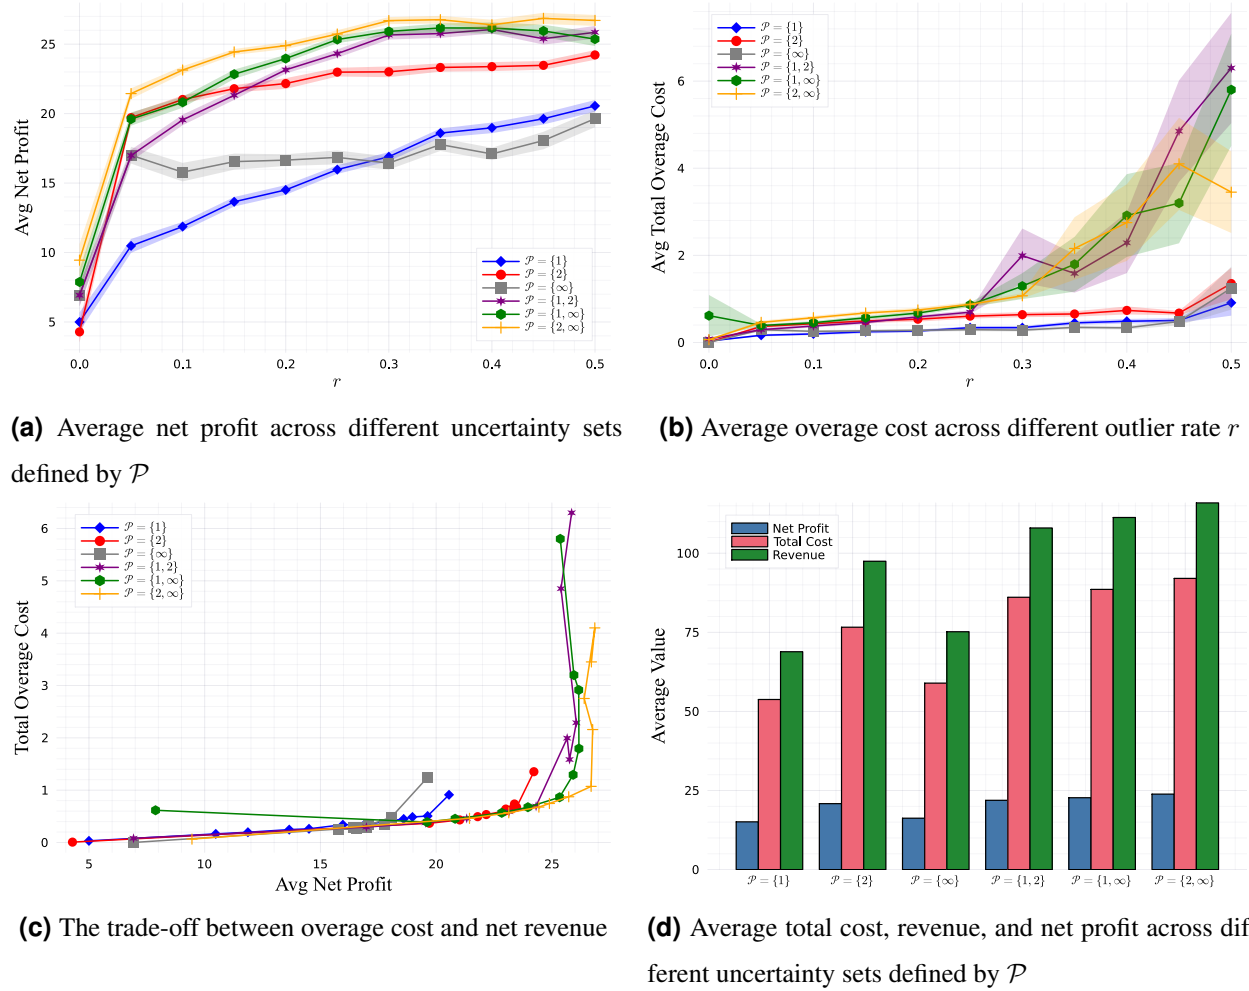 25
20
15
10
5
Avg Net Profit
0.0 0.1 0.2 0.3 0.4 0.5
r
𝒫 = {1}
𝒫 = {2}
𝒫 = {∞}
𝒫 = {1, 2}
𝒫 = {1, ∞}
𝒫 = {2, ∞}
(a) Average net profit across different uncertainty sets
defined by 𝒫
6
4
2
0
Avg Total Overage Cost
0.0 0.1 0.2 0.3 0.4 0.5
r
𝒫 = {1}
𝒫 = {2}
𝒫 = {∞}
𝒫 = {1, 2}
𝒫 = {1, ∞}
𝒫 = {2, ∞}
(b) Average overage cost across different outlier rate r
6
5
4
3
2
1
0
Total Overage Cost
5 10 15 20 25
Avg Net Profit
𝒫 = {1}
𝒫 = {2}
𝒫 = {∞}
𝒫 = {1, 2}
𝒫 = {1, ∞}
𝒫 = {2, ∞}
(c) The trade-off between overage cost and net revenue
100
75
50
25
0
Average Value
Net Profit
Total Cost
Revenue
𝒫 = {1} 𝒫 = {2} 𝒫 = {∞} 𝒫 = {1, 2} 𝒫 = {1, ∞} 𝒫 = {2, ∞}
(d) Average total cost, revenue, and net profit across dif
ferent uncertainty sets defined by 𝒫